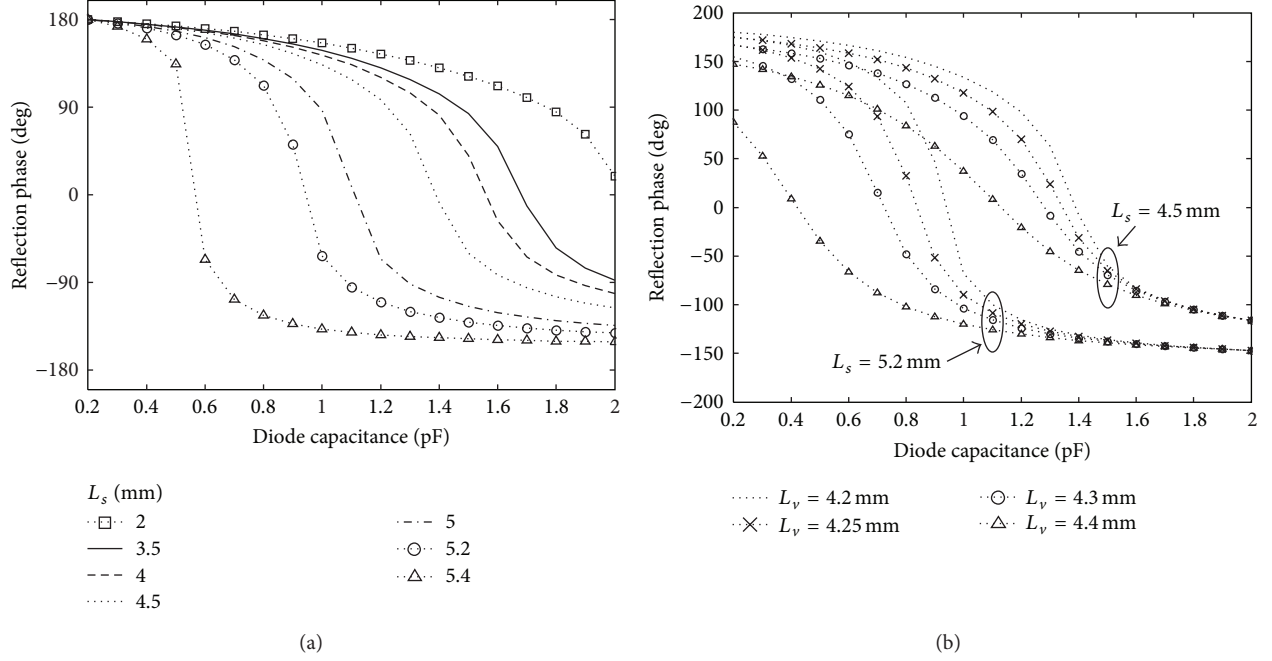 180
90
0
−90
−180
Reflection phase (deg)
0.2 0.4 0.6 0.8 1 1.2 1.4 1.6 1.8 2
Diode capacitance (pF)
L_s (mm)
2
3.5
4
4.5
5
5.2
5.4
(a)
200
150
100
50
0
−50
−100
−150
−200
Reflection phase (deg)
L_s = 4.5 mm
L_s = 5.2 mm
0.2 0.4 0.6 0.8 1 1.2 1.4 1.6 1.8 2
Diode capacitance (pF)
L_v = 4.2 mm
L_v = 4.25 mm
L_v = 4.3 mm
L_v = 4.4 mm
(b)